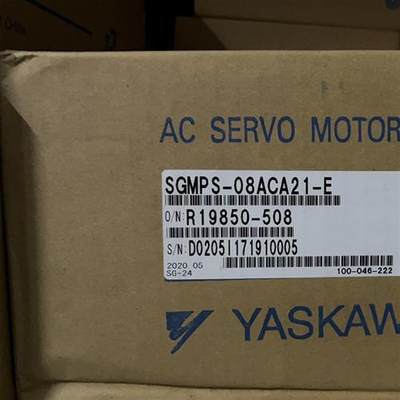 AC SERVO MOTOR
SGMPS-08ACA21-E
O/N:R19850-508
S/N:D0205I171910005
2020.05
SG-24
100-046-222
YASKAW